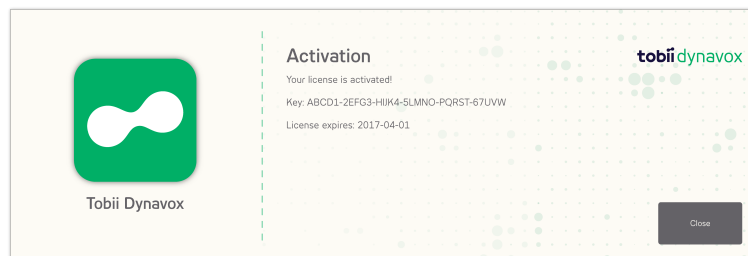 Activation
tobii dynavox
Your license is activated!
Key: ABCD1-2EFG3-HIJK4-5LMNO-PQRST-67UVW
License expires: 2017-04-01
Tobii Dynavox
Close